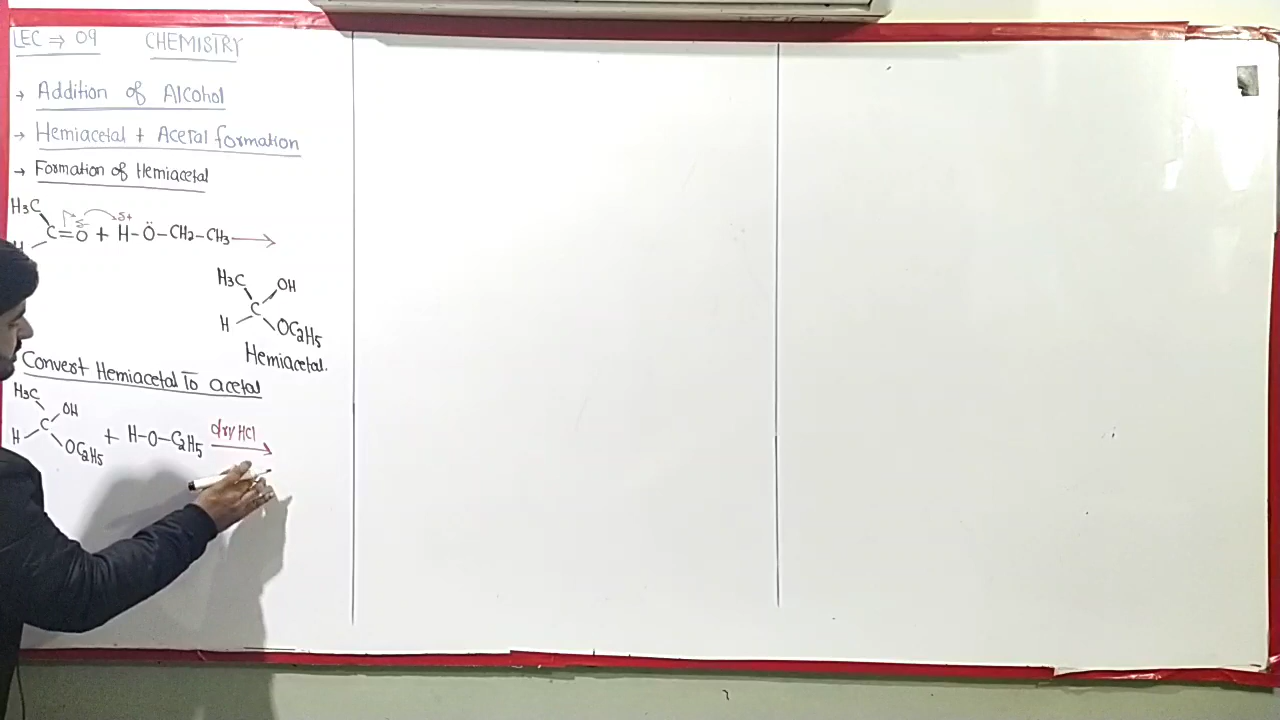 LEC ⇒ 09 CHEMISTRY
→ Addition of Alcohol
→ Hemiacetal + Acetal formation
→ Formation of Hemiacetal
H₃C
δ+
C=O + H-Ö-CH₂-CH₃
H
H₃C OH
C
H OC₂H₅
Hemiacetal.
Convert Hemiacetal To acetal
H₃C OH
C + H-O-C₂H₅ dry HCl
H OC₂H₅